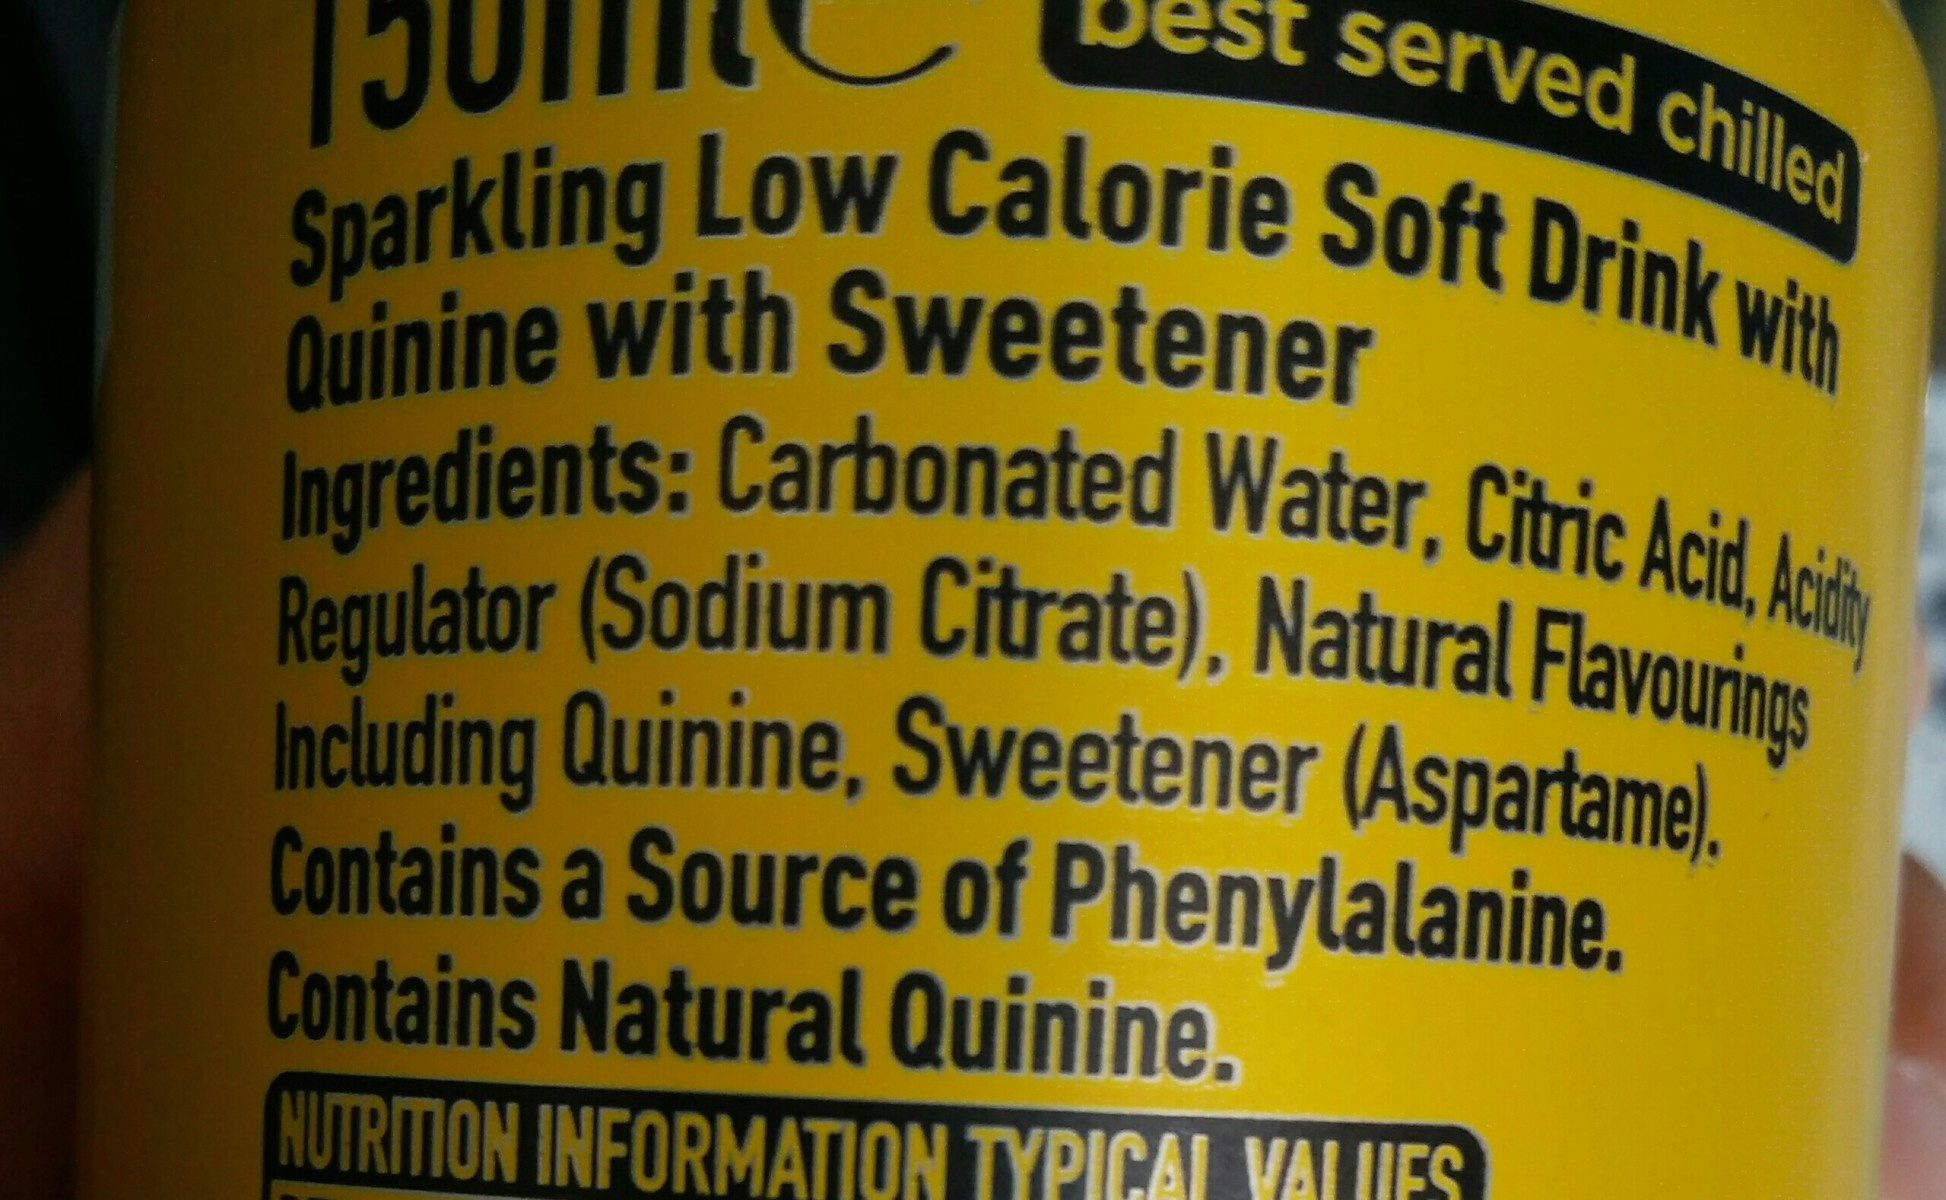 150ml e best served chilled
Sparkling Low Calorie Soft Drink with
Quinine with Sweetener
Ingredients: Carbonated Water, Citric Acid, Acidity
Regulator (Sodium Citrate), Natural Flavourings
Including Quinine, Sweetener (Aspartame).
Contains a Source of Phenylalanine.
Contains Natural Quinine.
NUTRITION INFORMATION TYPICAL VALUES